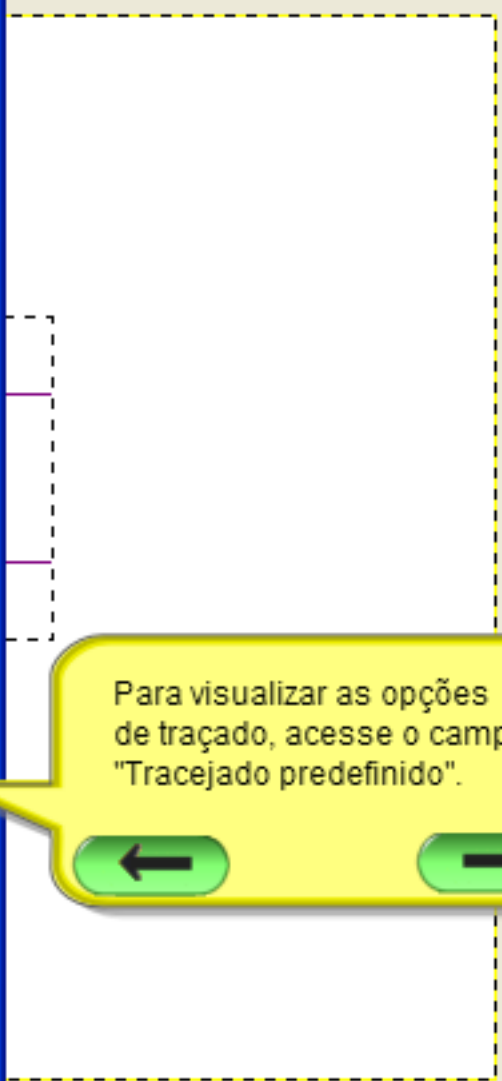 Para visualizar as opções
de traçado, acesse o camp
"Tracejado predefinido".